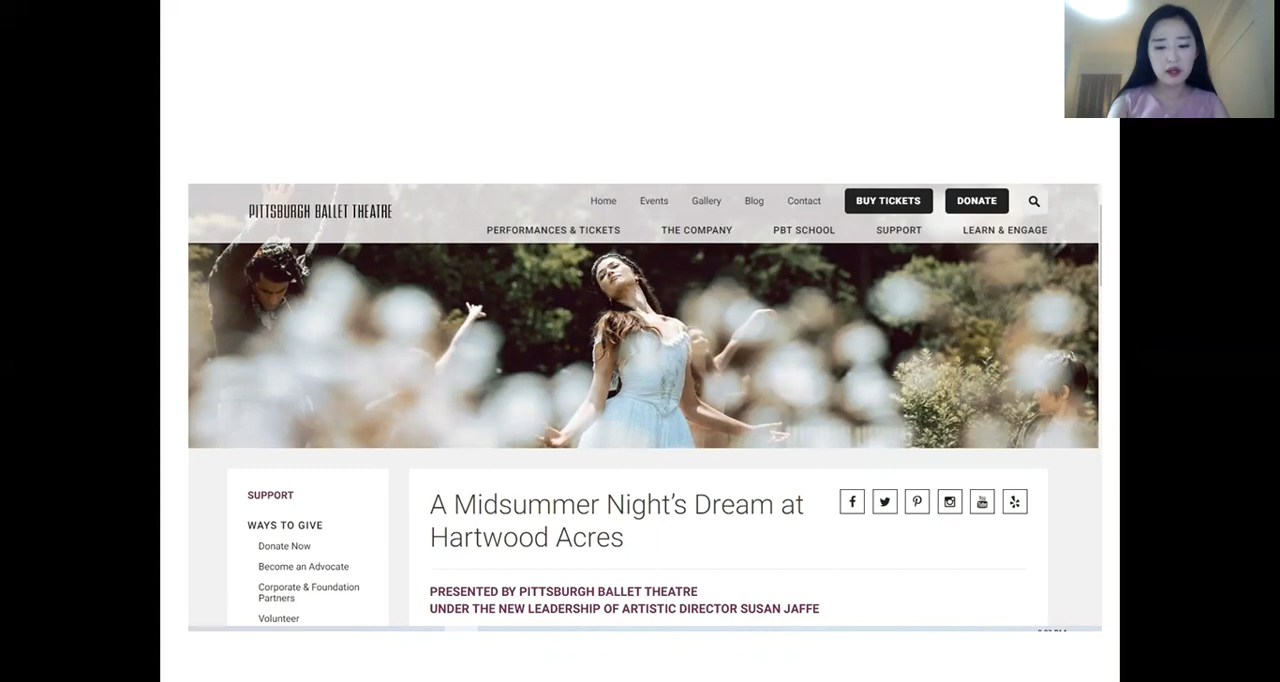 PITTSBURGH BALLET THEATRE
Home Events Gallery Blog Contact BUY TICKETS DONATE
PERFORMANCES & TICKETS THE COMPANY PBT SCHOOL SUPPORT LEARN & ENGAGE
SUPPORT
WAYS TO GIVE
Donate Now
Become an Advocate
Corporate & Foundation
Partners
Volunteer
A Midsummer Night's Dream at
Hartwood Acres
PRESENTED BY PITTSBURGH BALLET THEATRE
UNDER THE NEW LEADERSHIP OF ARTISTIC DIRECTOR SUSAN JAFFE